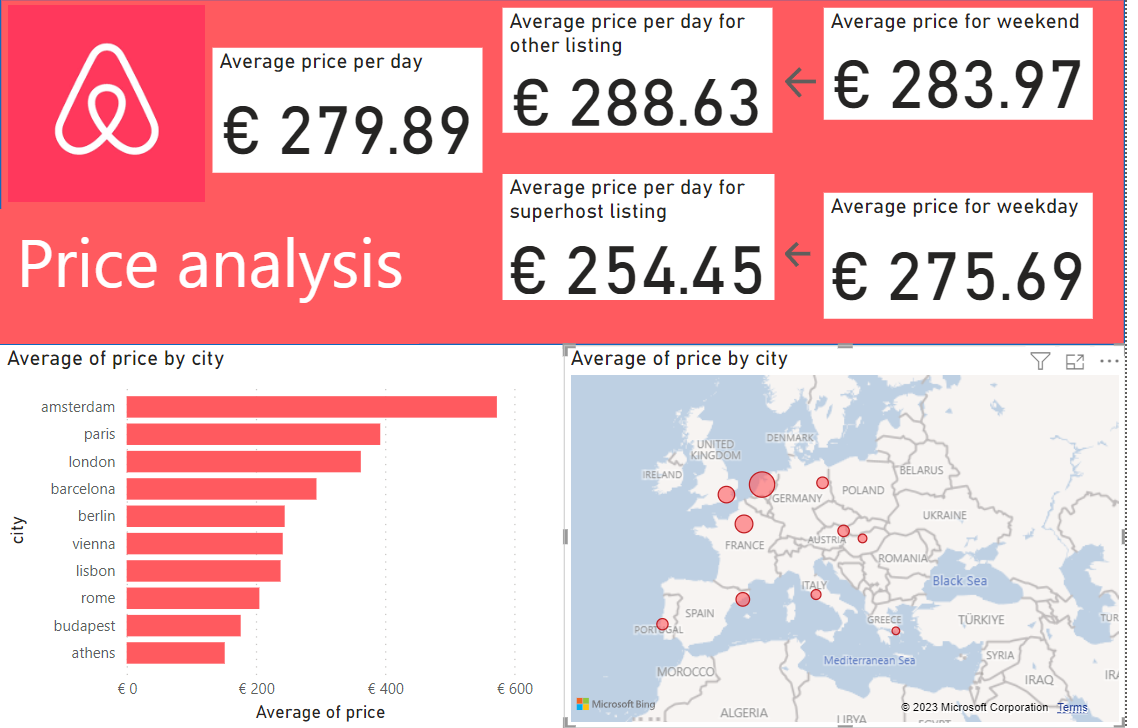 Average price per day
€ 279.89
Average price per day for
other listing
€ 288.63
Average price for weekend
€ 283.97
Price analysis
Average price per day for
superhost listing
€ 254.45
Average price for weekday
€ 275.69
Average of price by city
city
amsterdam
paris
london
barcelona
berlin
vienna
lisbon
rome
budapest
athens
€ 0
€ 200
€ 400
€ 600
Average of price
Average of price by city
UNITED
KINGDOM
DENMARK
IRELAND
BELARUS
POLAND
GERMANY
UKRAINE
FRANCE
AUSTRIA
ROMANIA
ITALY
Black Sea
SPAIN
PORTUGAL
GREECE
TÜRKIYE
TUR
Mediterranean Sea
SYRIA
MOROCCO
IRAQ
IRA
ALGERIA
LIBYA
EGYPT
Microsoft Bing
© 2023 Microsoft Corporation
Terms